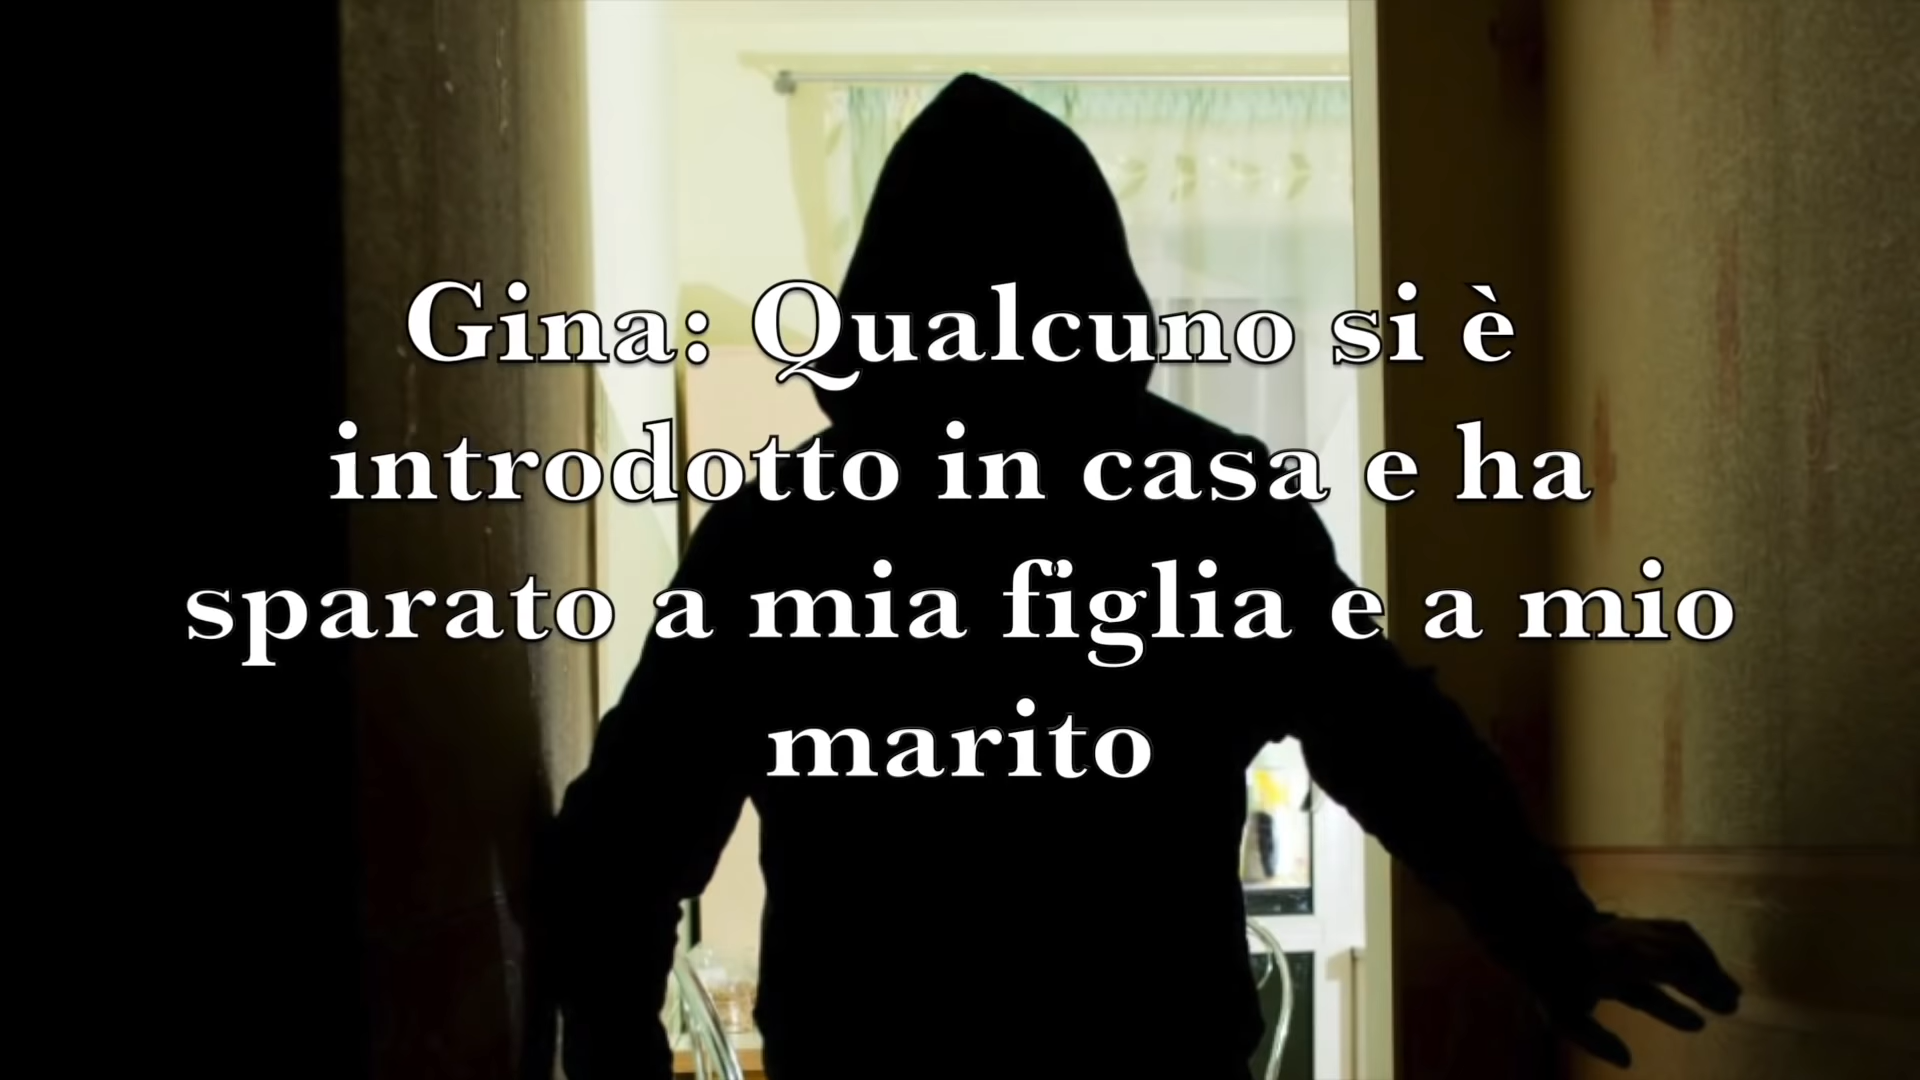 Gina: Qualcuno si è
introdotto in casa e ha
sparato a mia figlia e a mio
marito